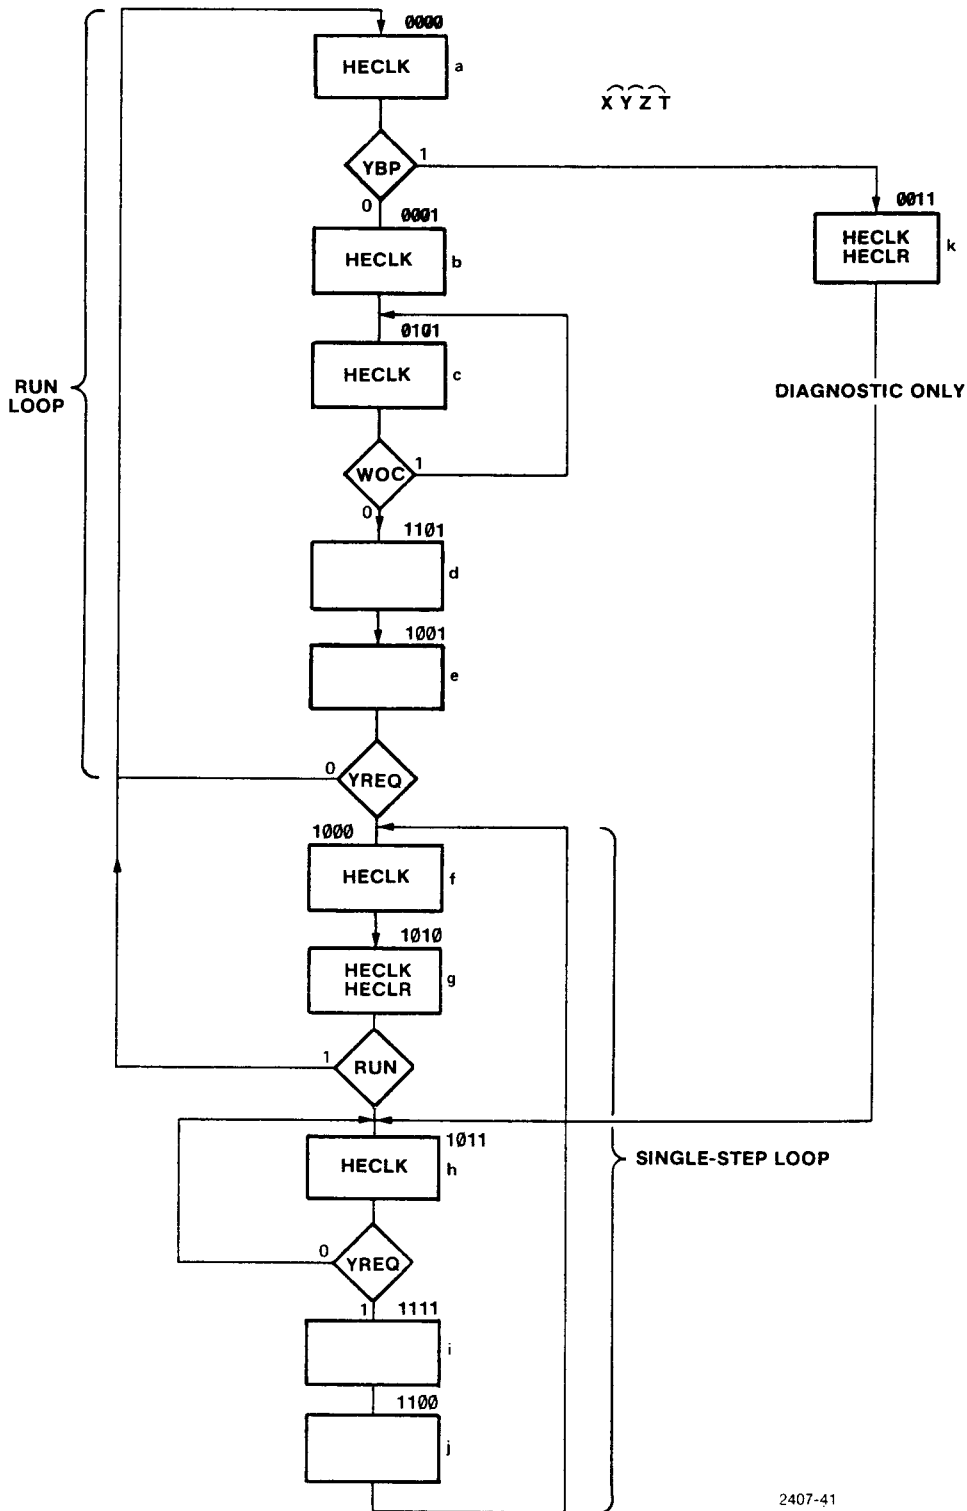 0000
HECLK
a
X Y Z T
YBP
1
0
0011
HECLK
HECLR
k
0001
HECLK
b
0101
HECLK
c
RUN
LOOP
DIAGNOSTIC ONLY
WOC
1
0
1101
d
1001
e
0
YREQ
1000
HECLK
f
1010
HECLK
HECLR
g
1
RUN
1011
HECLK
h
SINGLE-STEP LOOP
0
YREQ
1
1111
i
1100
j
2407-41